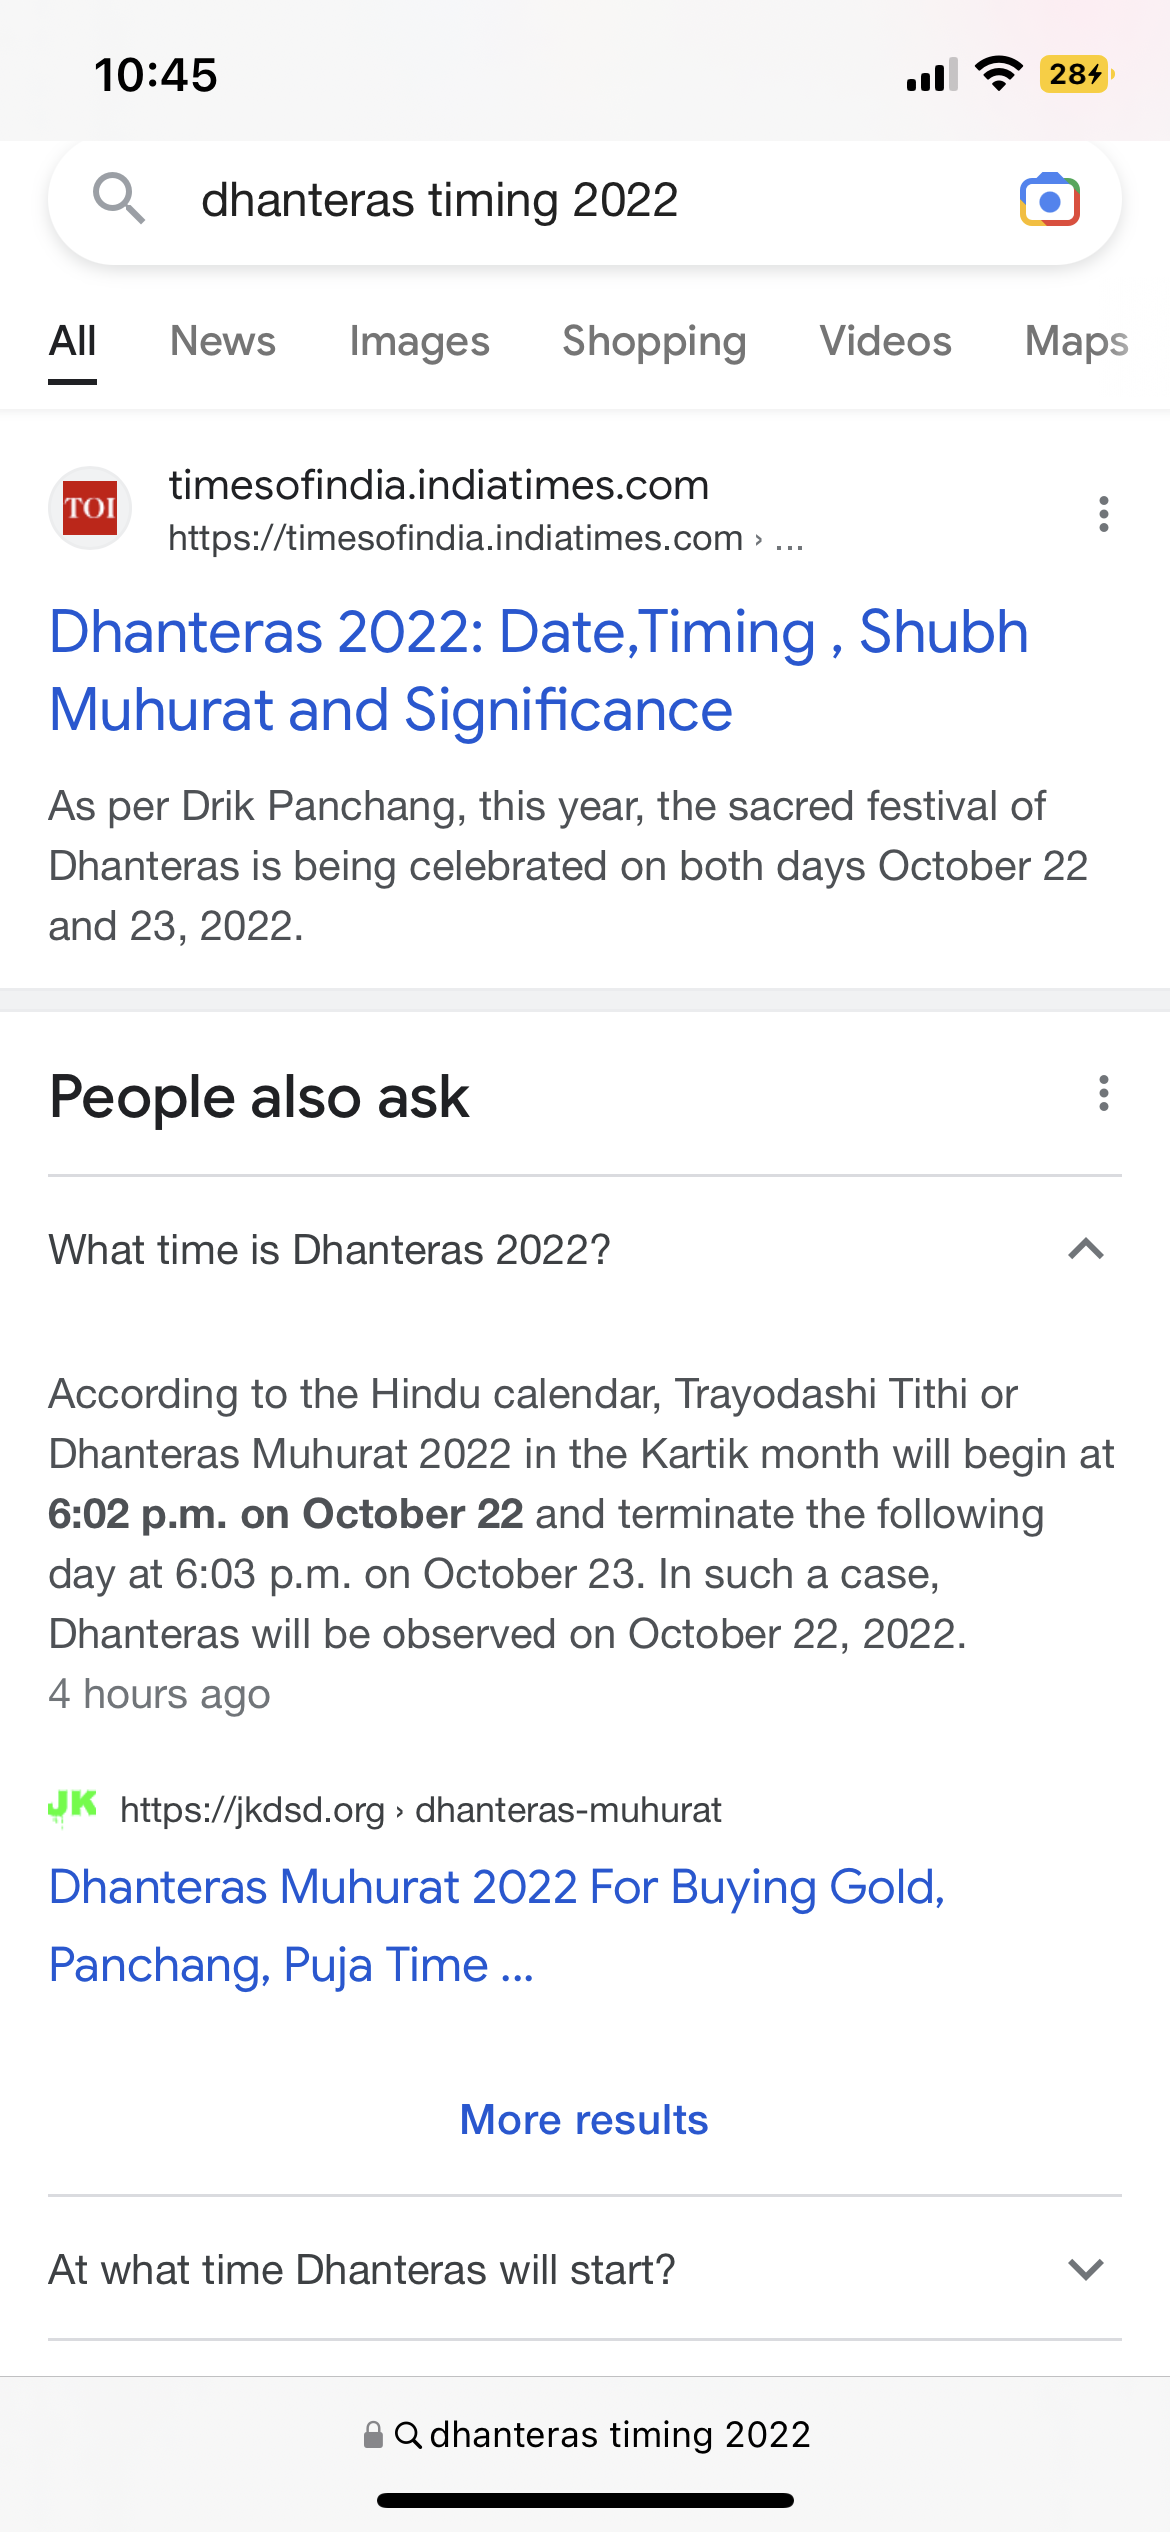 10:45
28
dhanteras timing 2022
All News Images Shopping Videos Maps
TOI
timesofindia.indiatimes.com
https://timesofindia.indiatimes.com › ...
Dhanteras 2022: Date,Timing , Shubh
Muhurat and Significance
As per Drik Panchang, this year, the sacred festival of
Dhanteras is being celebrated on both days October 22
and 23, 2022.
People also ask
What time is Dhanteras 2022?
According to the Hindu calendar, Trayodashi Tithi or
Dhanteras Muhurat 2022 in the Kartik month will begin at
6:02 p.m. on October 22 and terminate the following
day at 6:03 p.m. on October 23. In such a case,
Dhanteras will be observed on October 22, 2022.
4 hours ago
JK https://jkdsd.org › dhanteras-muhurat
Dhanteras Muhurat 2022 For Buying Gold,
Panchang, Puja Time ...
More results
At what time Dhanteras will start?
dhanteras timing 2022